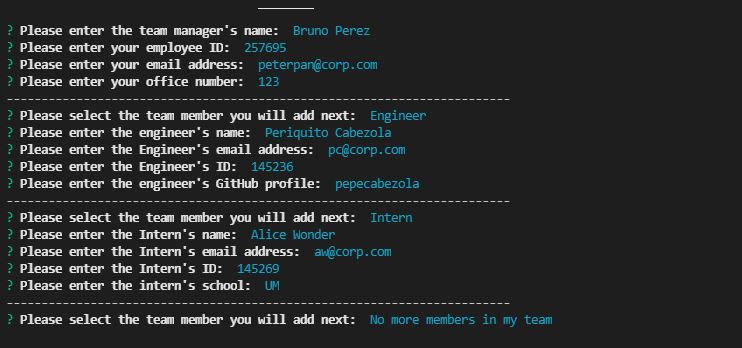 ? Please enter the team manager's name: Bruno Perez
? Please enter your employee ID: 257695
? Please enter your email address: peterpan@corp.com
? Please enter your office number: 123
------------------------------------------------------------------------
? Please select the team member you will add next: Engineer
? Please enter the engineer's name: Periquito Cabezola
? Please enter the Engineer's email address: pc@corp.com
? Please enter the Engineer's ID: 145236
? Please enter the engineer's GitHub profile: pepecabezola
------------------------------------------------------------------------
? Please select the team member you will add next: Intern
? Please enter the Intern's name: Alice Wonder
? Please enter the Intern's email address: aw@corp.com
? Please enter the Intern's ID: 145269
? Please enter the intern's school: UM
------------------------------------------------------------------------
? Please select the team member you will add next: No more members in my team